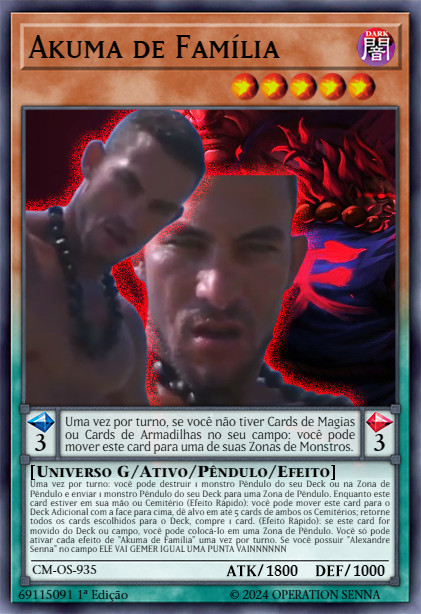 Akuma de Família
DARK
闇
Uma vez por turno, se você não tiver Cards de Magias
ou Cards de Armadilhas no seu campo: você pode
mover este card para uma de suas Zonas de Monstros.
3
3
[Universo G/Ativo/Pêndulo/Efeito]
Uma vez por turno: você pode destruir 1 monstro Pêndulo do seu Deck ou na Zona de
Pêndulo e enviar 1 monstro Pêndulo do seu Deck para uma Zona de Pêndulo. Enquanto este
card estiver em sua mão ou Cemitério (Efeito Rápido): você pode mover este card para o
Deck Adicional com a face para cima, dê alvo em até 5 cards de ambos os Cemitérios; retorne
todos os cards escolhidos para o Deck, compre 1 card. (Efeito Rápido): se este card for
movido do Deck ou campo, você pode colocá-lo em uma Zona de Pêndulo. Você só pode
ativar cada efeito de "Akuma de Família" uma vez por turno. Se você possuir "Alexandre
Senna" no campo ELE VAI GEMER IGUAL UMA PUNTA VAINNNNNN
CM-OS-935
ATK/1800 DEF/1000
69115091 1ª Edição
© 2024 OPERATION SENNA